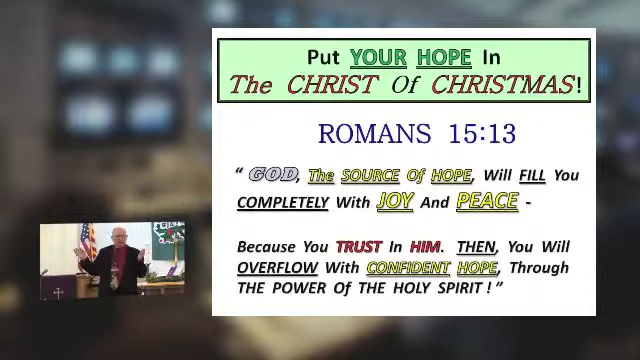 Put YOUR HOPE In
The CHRIST Of CHRISTMAS!
ROMANS 15:13
“ GOD, The SOURCE Of HOPE, Will FILL You
COMPLETELY With JOY And PEACE -
Because You TRUST In HIM. THEN, You Will
OVERFLOW With CONFIDENT HOPE, Through
THE POWER Of THE HOLY SPIRIT ! ”